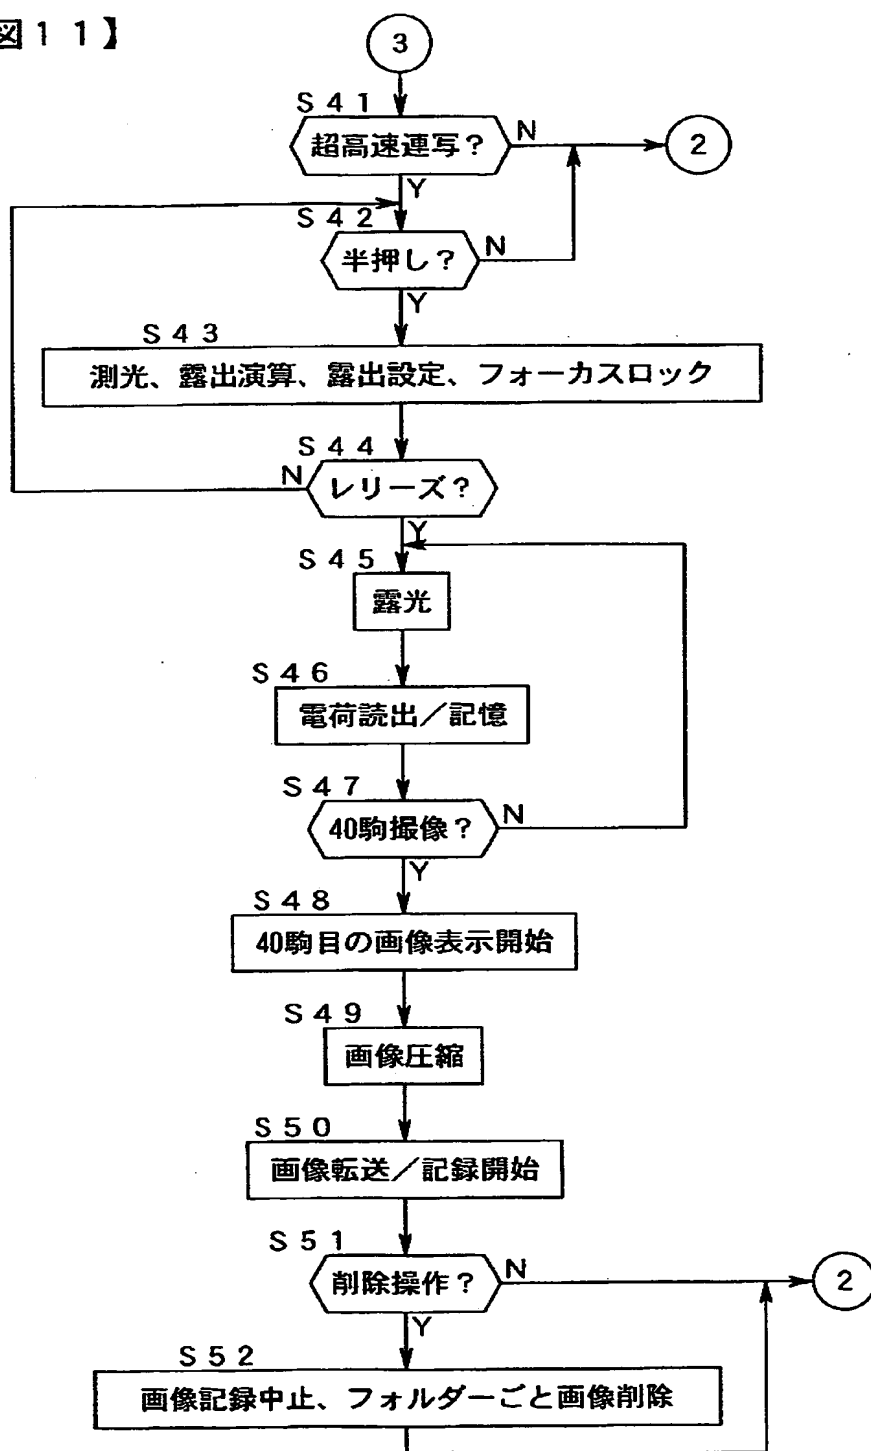 図１１】
3
S41
超高速連写？
N
2
Y
S42
半押し？
N
Y
S43
測光、露出演算、露出設定、フォーカスロック
S44
N
レリーズ？
Y
S45
露光
S46
電荷読出／記憶
S47
40駒撮像？
N
Y
S48
40駒目の画像表示開始
S49
画像圧縮
S50
画像転送／記録開始
S51
削除操作？
N
2
Y
S52
画像記録中止、フォルダーごと画像削除